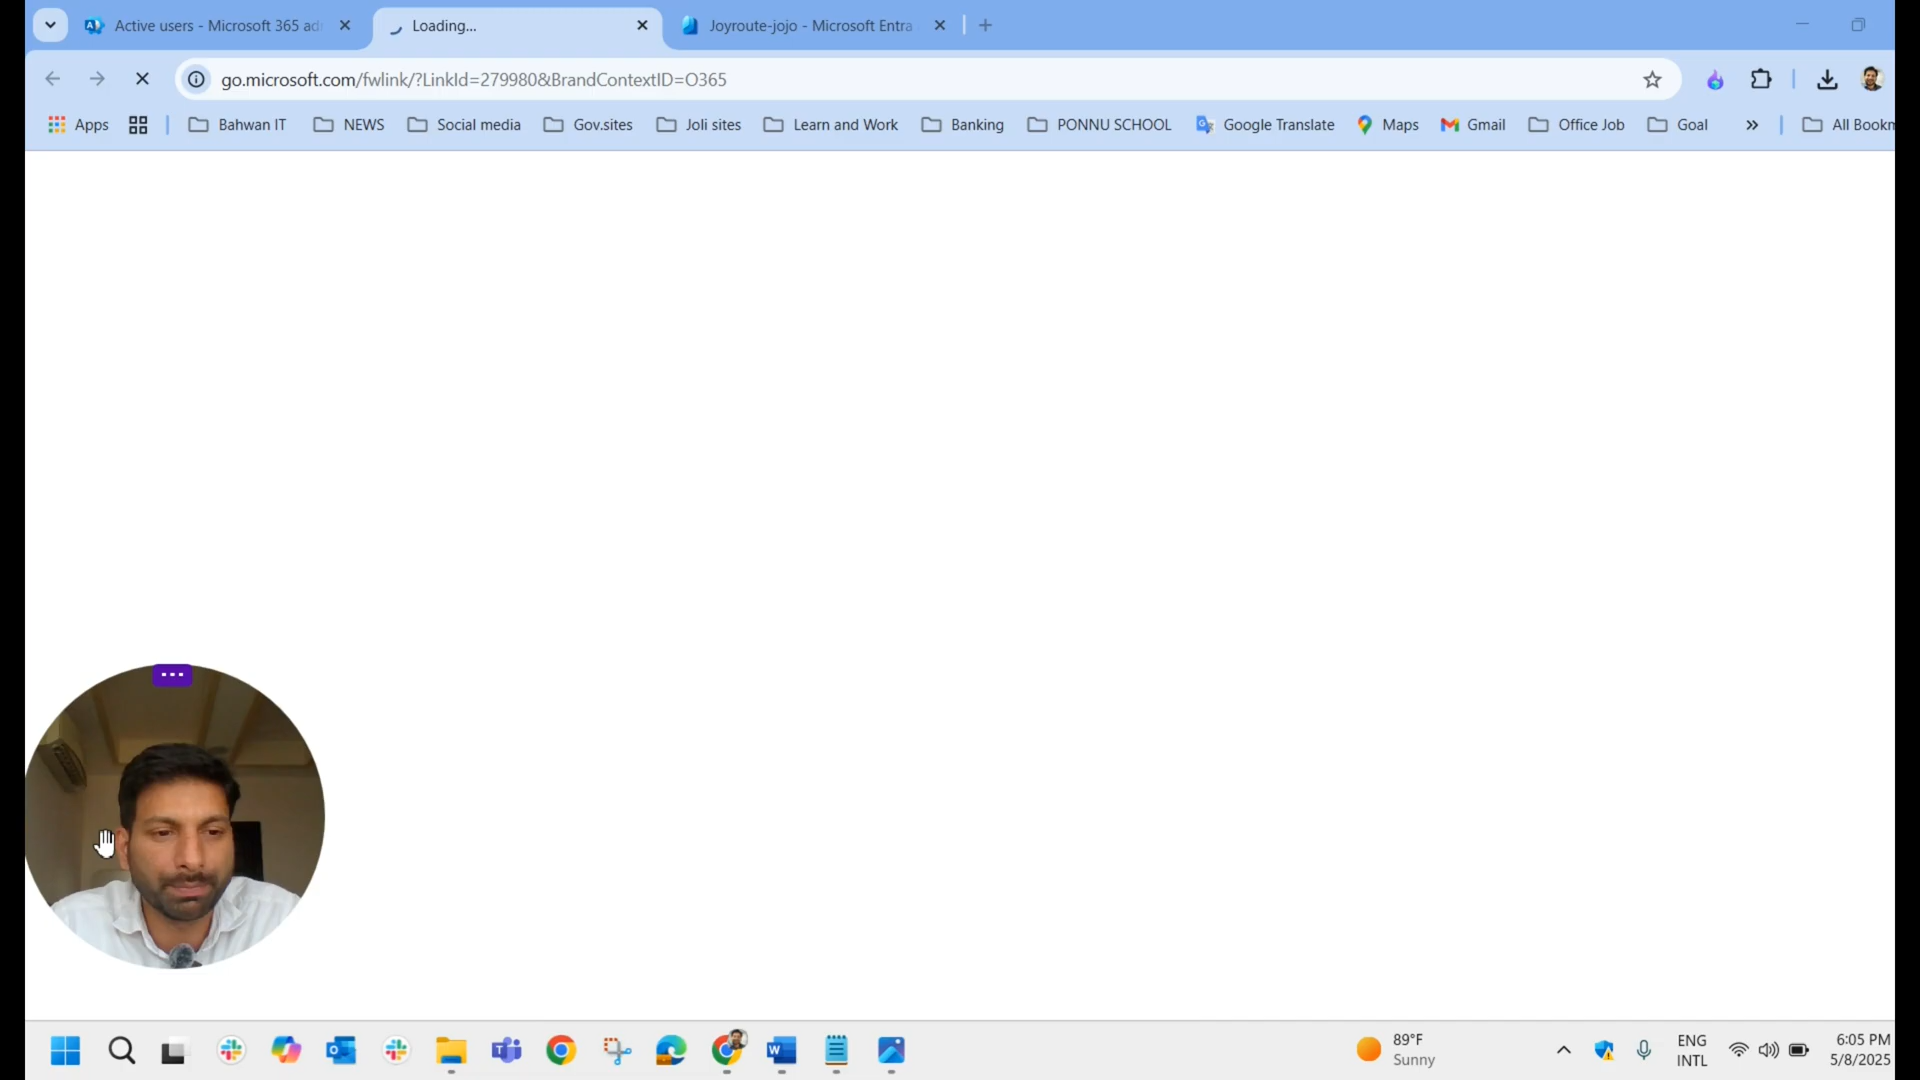 Active users - Microsoft 365 ad
Loading...
Joyroute-jojo - Microsoft Entra
go.microsoft.com/fwlink/?LinkId=279980&BrandContextID=O365
Apps
Bahwan IT
NEWS
Social media
Gov.sites
Joli sites
Learn and Work
Banking
PONNU SCHOOL
Google Translate
Maps
Gmail
Office Job
Goal
All Bookm
89°F
Sunny
ENG
INTL
6:05 PM
5/8/2025